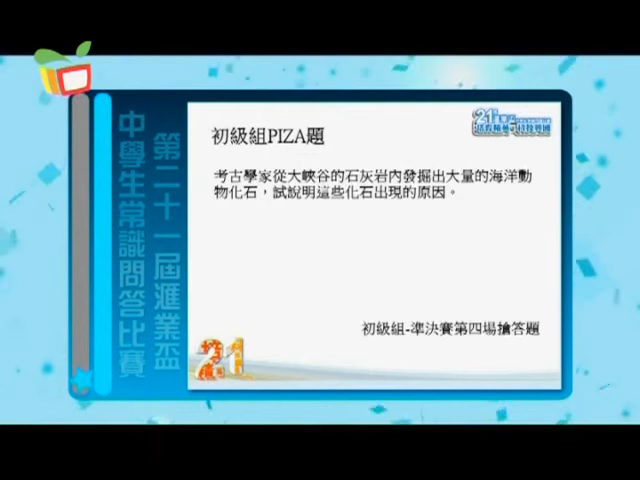 第二十一屆滙業盃
中學生常識問答比賽
21
初級組PIZA題
考古學家從大峽谷的石灰岩內發掘出大量的海洋動
物化石，試說明這些化石出現的原因。
初級組-準決賽第四場搶答題
21